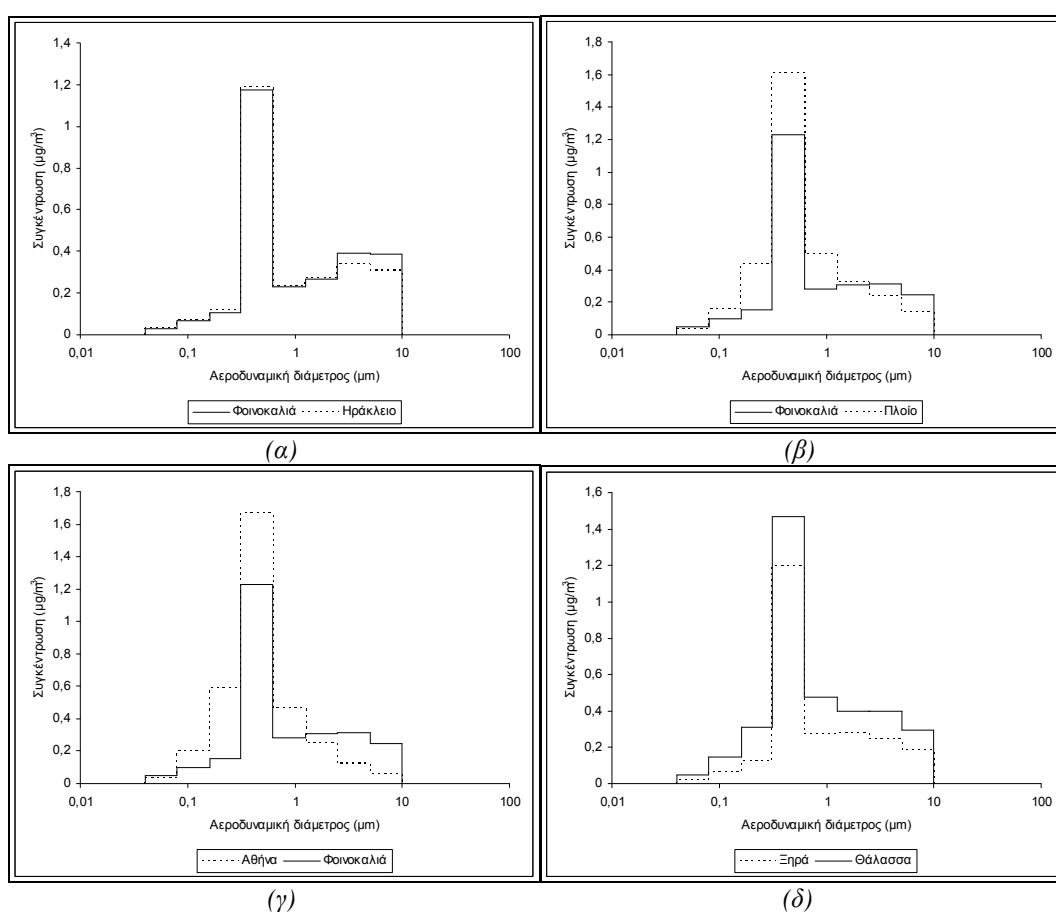 1,4
1,2
1
0,8
0,6
0,4
0,2
0
Συγκέντρωση (μg/m³)
0,01 0,1 1 10 100
Αεροδυναμική διάμετρος (μm)
Φοινοκαλιά Ηράκλειο
(α)
1,8
1,6
1,4
1,2
1
0,8
0,6
0,4
0,2
0
Συγκέντρωση (μg/m³)
0,01 0,1 1 10 100
Αεροδυναμική διάμετρος (μm)
Φοινοκαλιά Πλοίο
(β)
1,8
1,6
1,4
1,2
1
0,8
0,6
0,4
0,2
0
Συγκέντρωση (μg/m³)
0,01 0,1 1 10 100
Αεροδυναμική διάμετρος (μm)
Αθήνα Φοινοκαλιά
(γ)
1,6
1,4
1,2
1
0,8
0,6
0,4
0,2
0
Συγκέντρωση (μg/m³)
0,01 0,1 1 10 100
Αεροδυναμική διάμετρος (μm)
Ξηρά Θάλασσα
(δ)